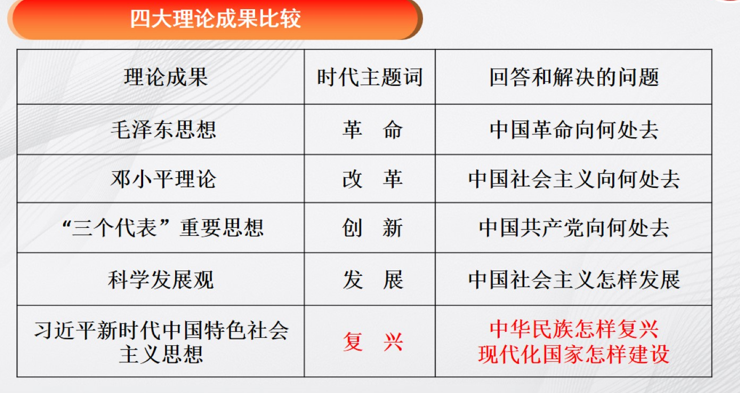 四大理论成果比较
理论成果 时代主题词 回答和解决的问题
毛泽东思想 革 命 中国革命向何处去
邓小平理论 改 革 中国社会主义向何处去
“三个代表”重要思想 创 新 中国共产党向何处去
科学发展观 发 展 中国社会主义怎样发展
习近平新时代中国特色社会
主义思想
复 兴
中华民族怎样复兴
现代化国家怎样建设